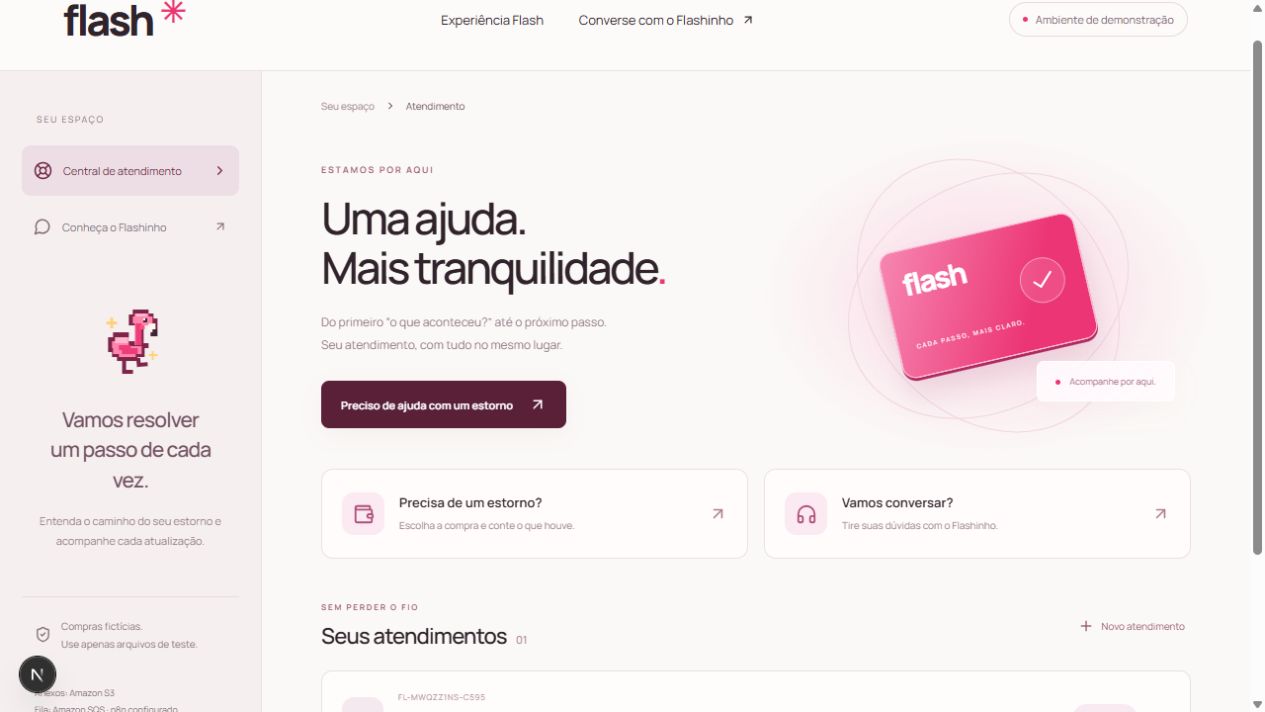 flash
Experiência Flash
Converse com o Flashinho
Ambiente de demonstração
SEU ESPAÇO
Central de atendimento
Conheça o Flashinho
Vamos resolver
um passo de cada
vez.
Entenda o caminho do seu estorno e
acompanhe cada atualização.
Compras fictícias.
Use apenas arquivos de teste.
N
Anexos: Amazon S3
Fila: Amazon SQS · n8n configurado
Seu espaço
Atendimento
ESTAMOS POR AQUI
Uma ajuda.
Mais tranquilidade.
Do primeiro “o que aconteceu?” até o próximo passo.
Seu atendimento, com tudo no mesmo lugar.
Preciso de ajuda com um estorno
flash
CADA PASSO, MAIS CLARO.
Acompanhe por aqui.
Precisa de um estorno?
Escolha a compra e conte o que houve.
Vamos conversar?
Tire suas dúvidas com o Flashinho.
SEM PERDER O FIO
Seus atendimentos 01
Novo atendimento
FL-MWQZZ1NS-C595